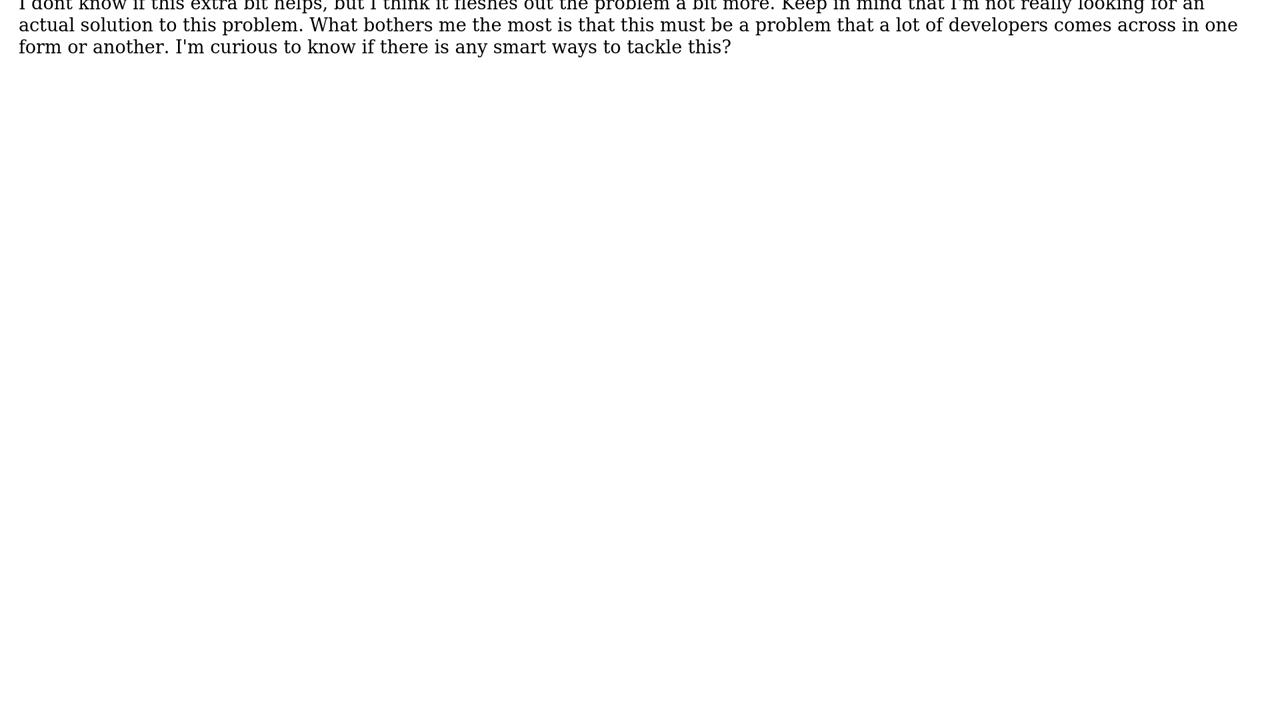 I dont know if this extra bit helps, but I think it fleshes out the problem a bit more. Keep in mind that I'm not really looking for an
actual solution to this problem. What bothers me the most is that this must be a problem that a lot of developers comes across in one
form or another. I'm curious to know if there is any smart ways to tackle this?